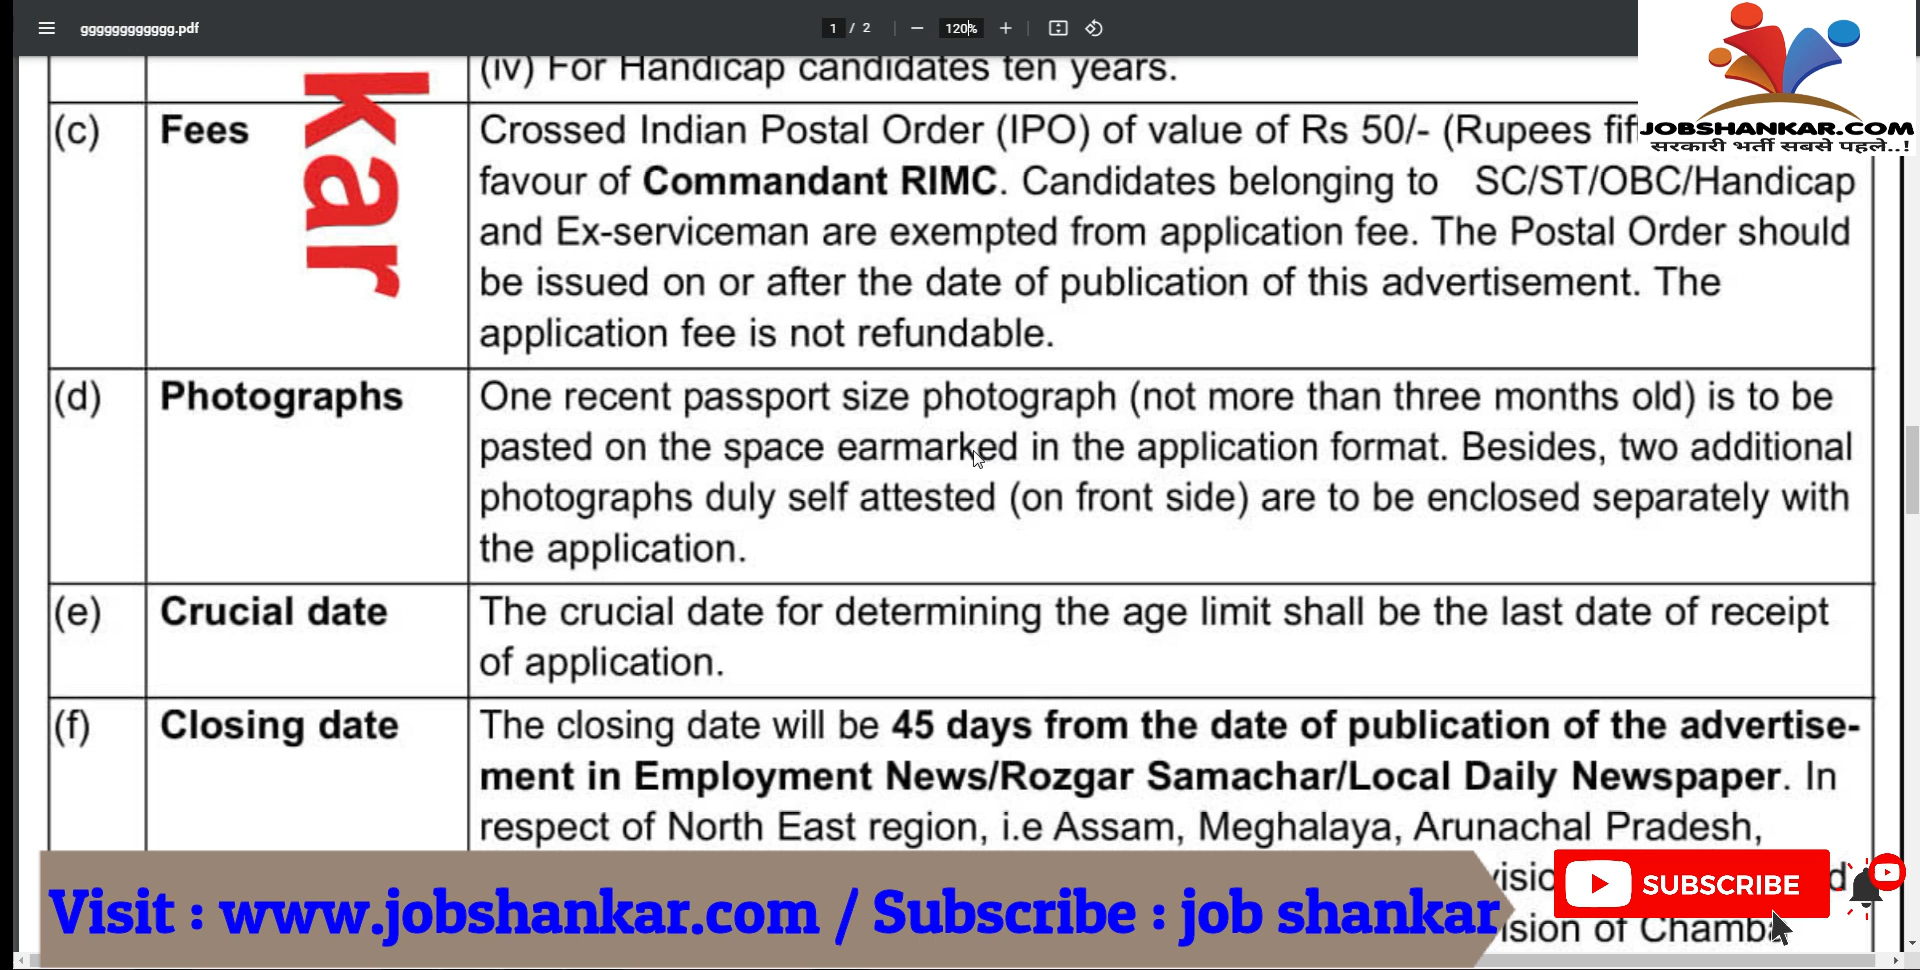 gggggggggggg.pdf
1 / 2
120%
JOBSHANKAR.COM
सरकारी भर्ती सबसे पहले..!
kar
(iv) For Handicap candidates ten years.
(c) Fees Crossed Indian Postal Order (IPO) of value of Rs 50/- (Rupees
favour of Commandant RIMC. Candidates belonging to SC/ST/OBC/Handicap
and Ex-serviceman are exempted from application fee. The Postal Order should
be issued on or after the date of publication of this advertisement. The
application fee is not refundable.
(d) Photographs One recent passport size photograph (not more than three months old) is to be
pasted on the space earmarked in the application format. Besides, two additional
photographs duly self attested (on front side) are to be enclosed separately with
the application.
(e) Crucial date The crucial date for determining the age limit shall be the last date of receipt
of application.
(f) Closing date The closing date will be 45 days from the date of publication of the advertise-
ment in Employment News/Rozgar Samachar/Local Daily Newspaper. In
respect of North East region, i.e Assam, Meghalaya, Arunachal Pradesh,
of
Visit : www.jobshankar.com / Subscribe : job shankar
SUBSCRIBE